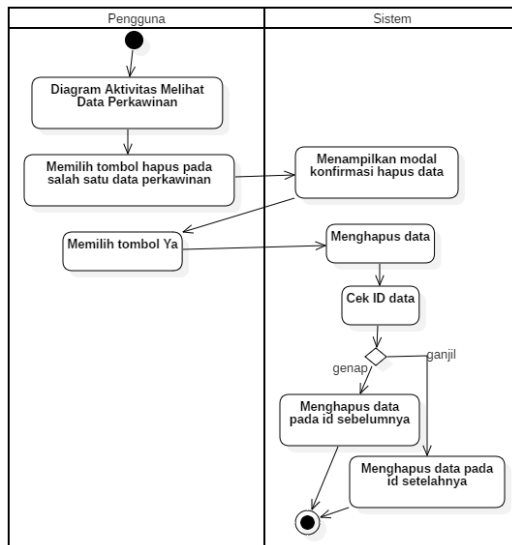 Pengguna
Sistem
Diagram Aktivitas Melihat
Data Perkawinan
Memilih tombol hapus pada
salah satu data perkawinan
Menampilkan modal
konfirmasi hapus data
Memilih tombol Ya
Menghapus data
Cek ID data
genap
ganjil
Menghapus data
pada id sebelumnya
Menghapus data pada
id setelahnya